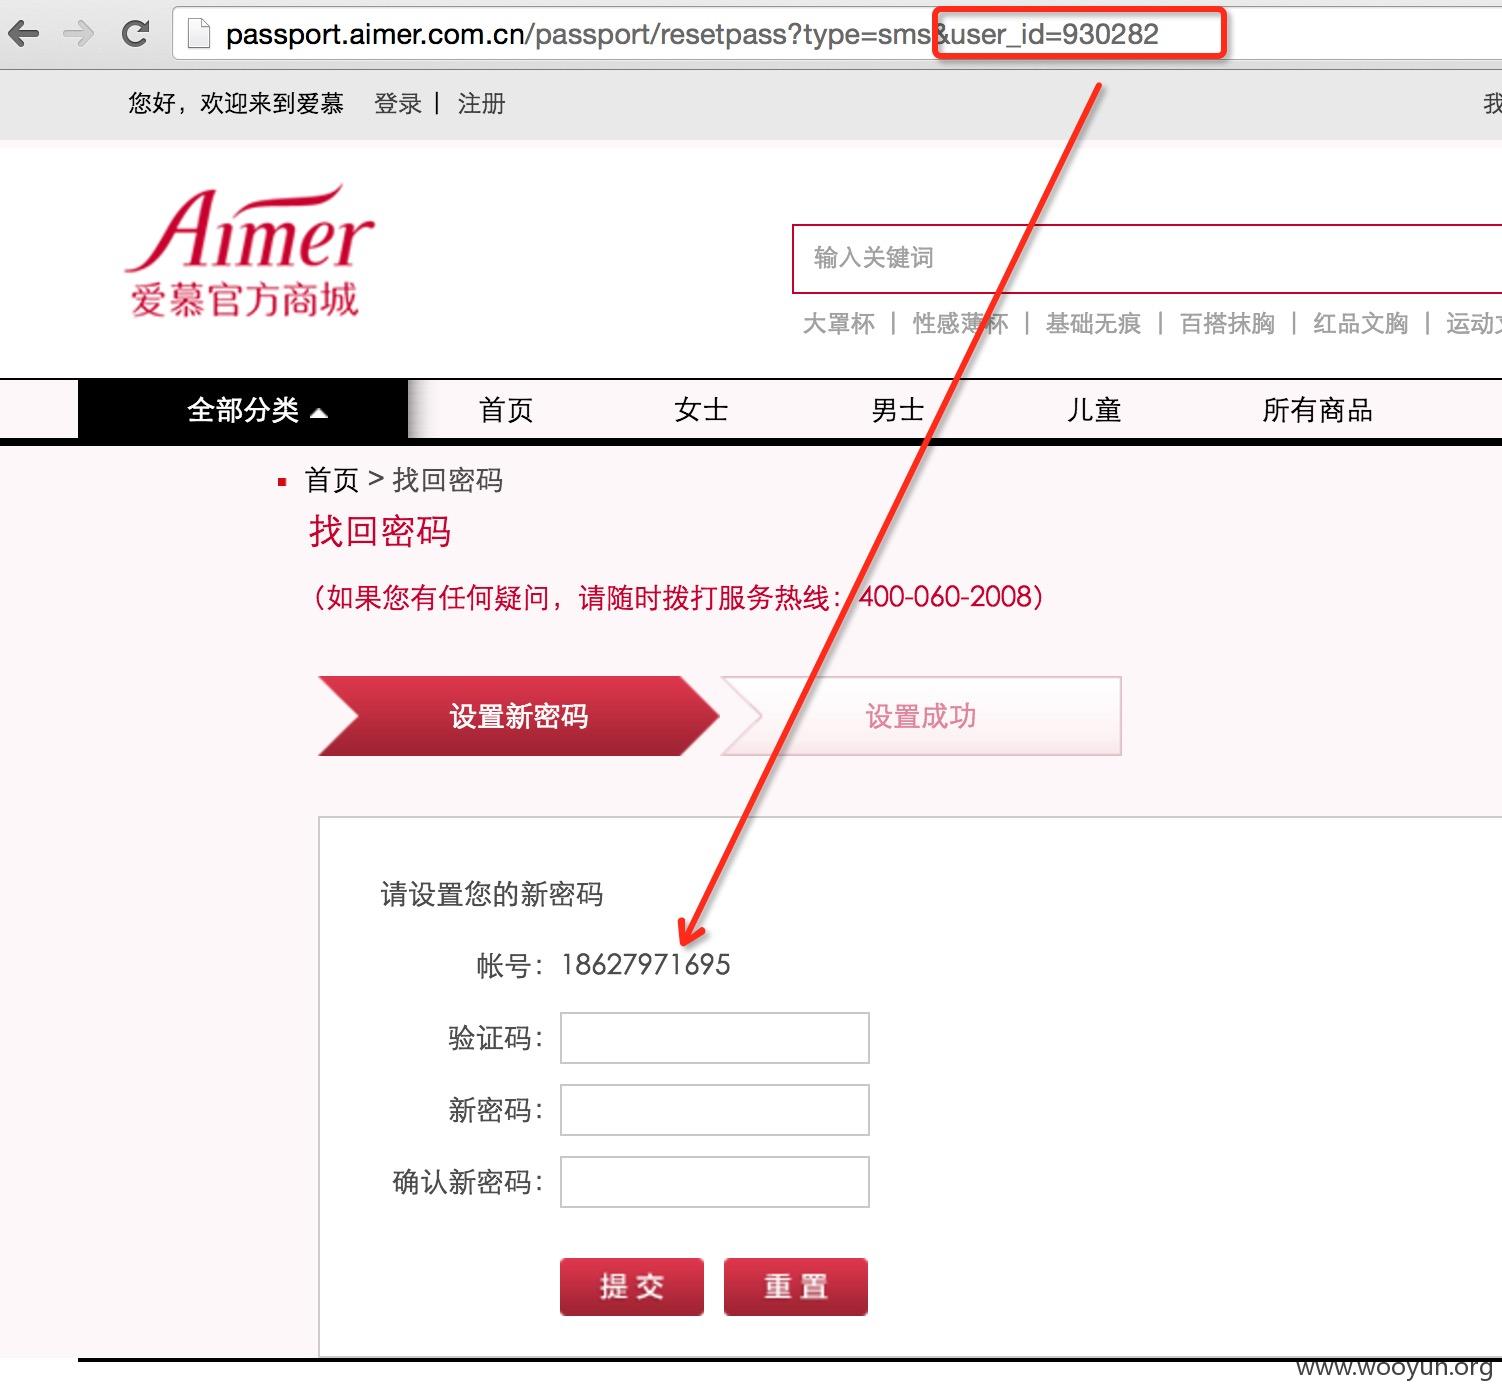 passport.aimer.com.cn/passport/resetpass?type=sms&user_id=930282
您好，欢迎来到爱慕 登录 | 注册 我
Aimer
爱慕官方商城
输入关键词
大罩杯 | 性感薄杯 | 基础无痕 | 百搭抹胸 | 红品文胸 | 运动文
全部分类 首页 女士 男士 儿童 所有商品
首页 > 找回密码
找回密码
（如果您有任何疑问，请随时拨打服务热线：400-060-2008）
设置新密码 设置成功
请设置您的新密码
帐号：18627971695
验证码：
新密码：
确认新密码：
提交 重置
www.wooyun.org